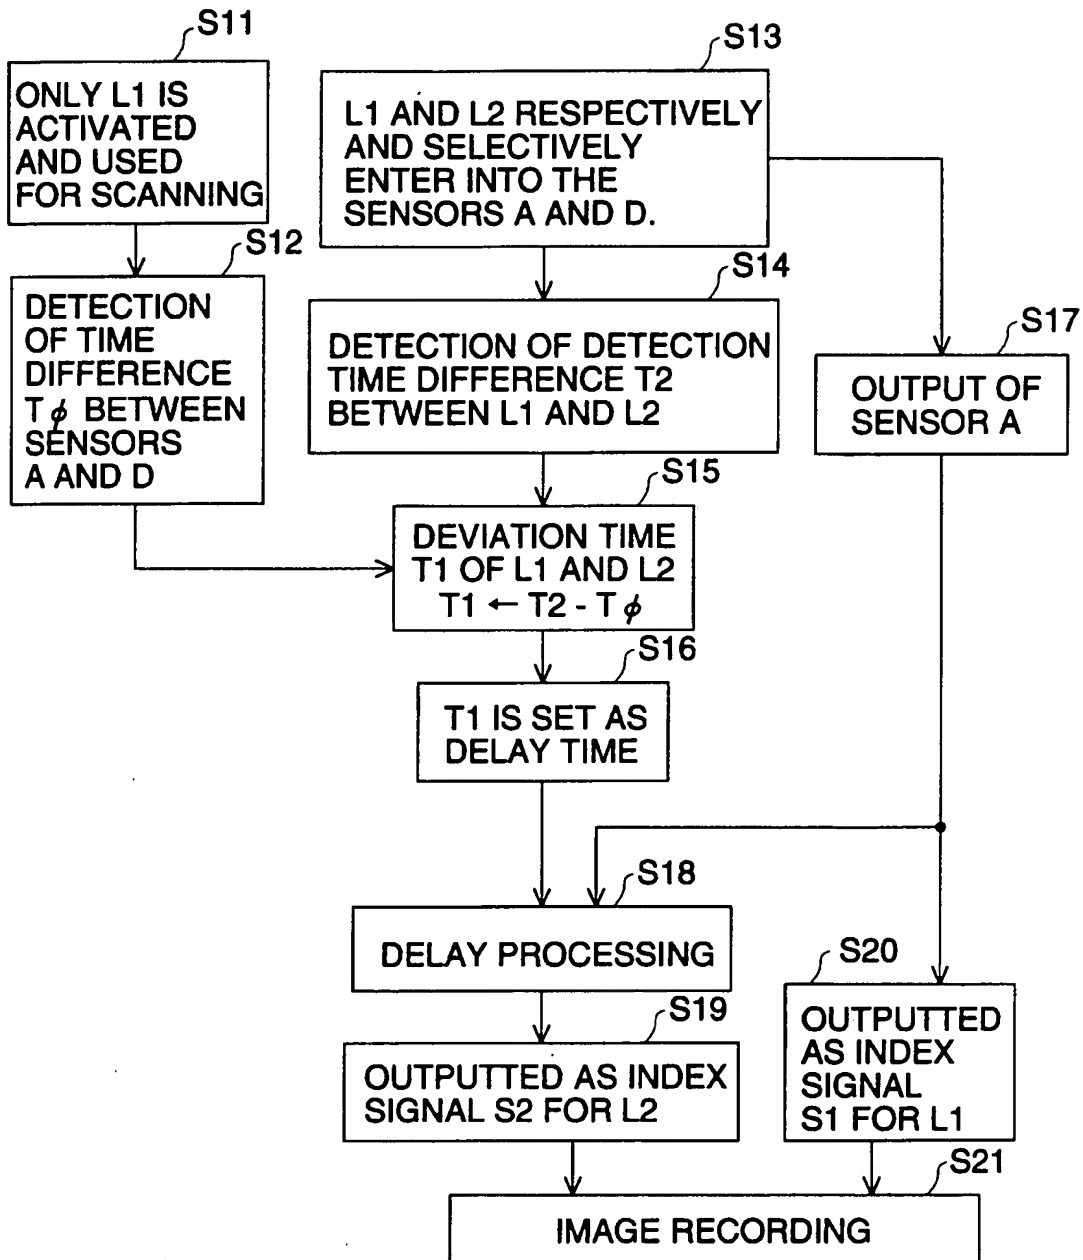 S11
ONLY L1 IS
ACTIVATED
AND USED
FOR SCANNING
S12
DETECTION
OF TIME
DIFFERENCE
Tϕ BETWEEN
SENSORS
A AND D
S13
L1 AND L2 RESPECTIVELY
AND SELECTIVELY
ENTER INTO THE
SENSORS A AND D.
S14
DETECTION OF DETECTION
TIME DIFFERENCE T2
BETWEEN L1 AND L2
S17
OUTPUT OF
SENSOR A
S15
DEVIATION TIME
T1 OF L1 AND L2
T1 ← T2 - Tϕ
S16
T1 IS SET AS
DELAY TIME
S18
DELAY PROCESSING
S19
OUTPUTTED AS INDEX
SIGNAL S2 FOR L2
S20
OUTPUTTED
AS INDEX
SIGNAL
S1 FOR L1
S21
IMAGE RECORDING